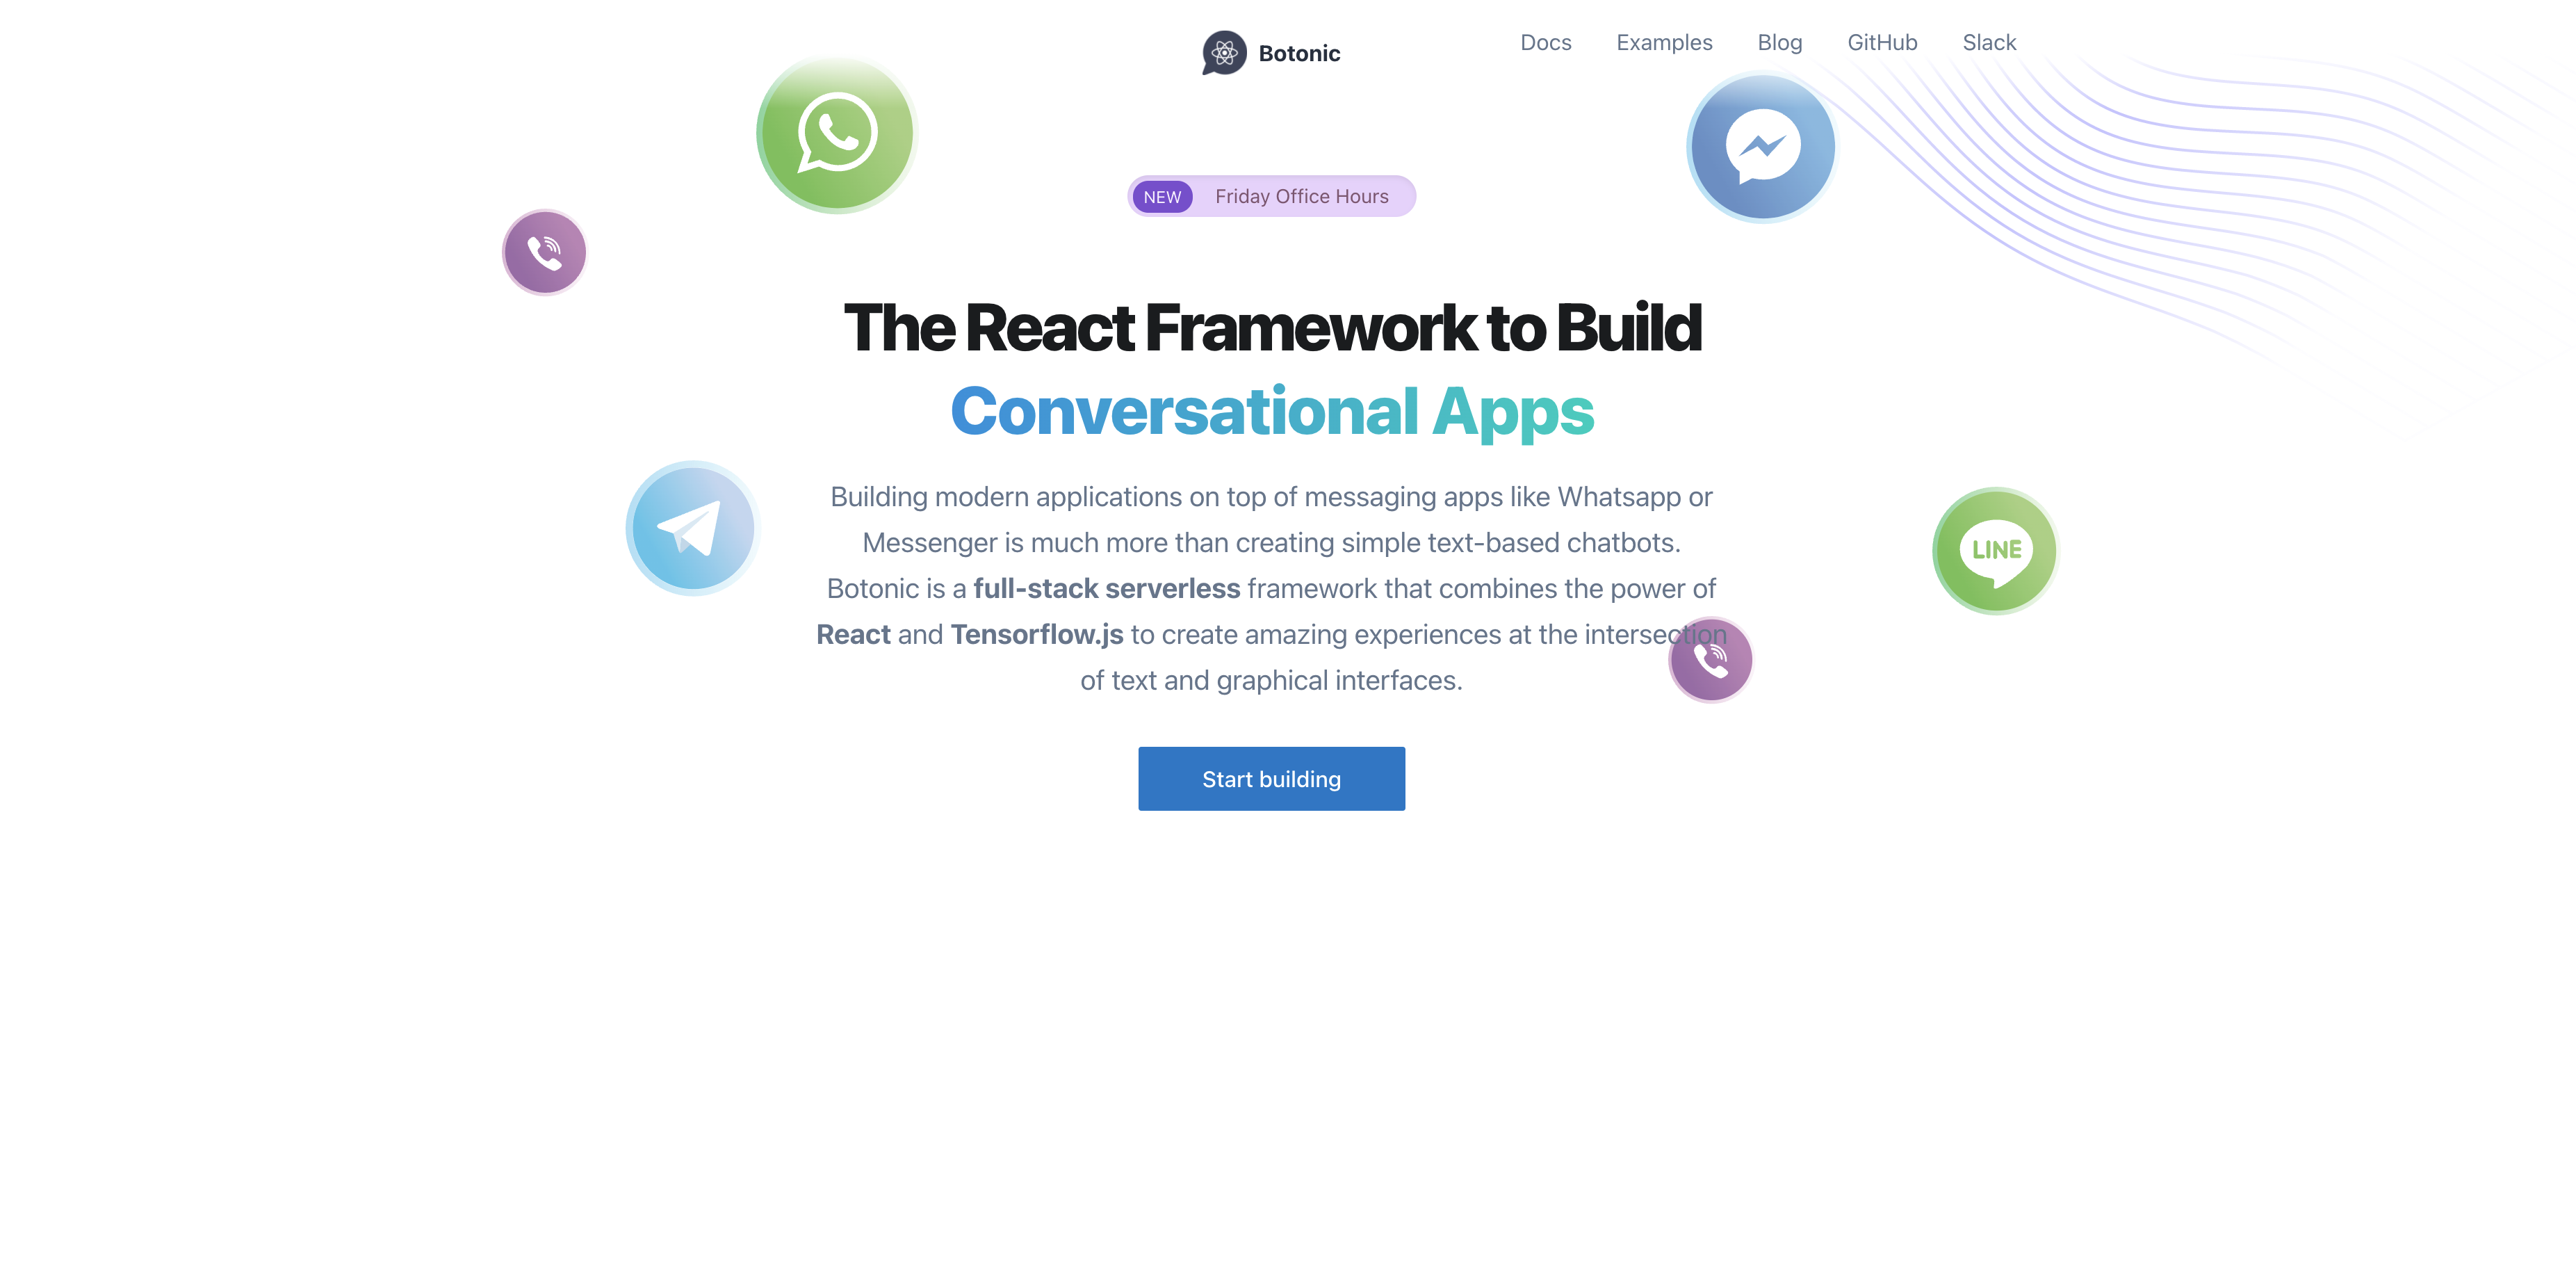 Botonic
Docs
Examples
Blog
GitHub
Slack
NEW
Friday Office Hours
The React Framework to Build
Conversational Apps
Building modern applications on top of messaging apps like Whatsapp or
Messenger is much more than creating simple text-based chatbots.
Botonic is a full-stack serverless framework that combines the power of
React and Tensorflow.js to create amazing experiences at the intersection
of text and graphical interfaces.
LINE
Start building